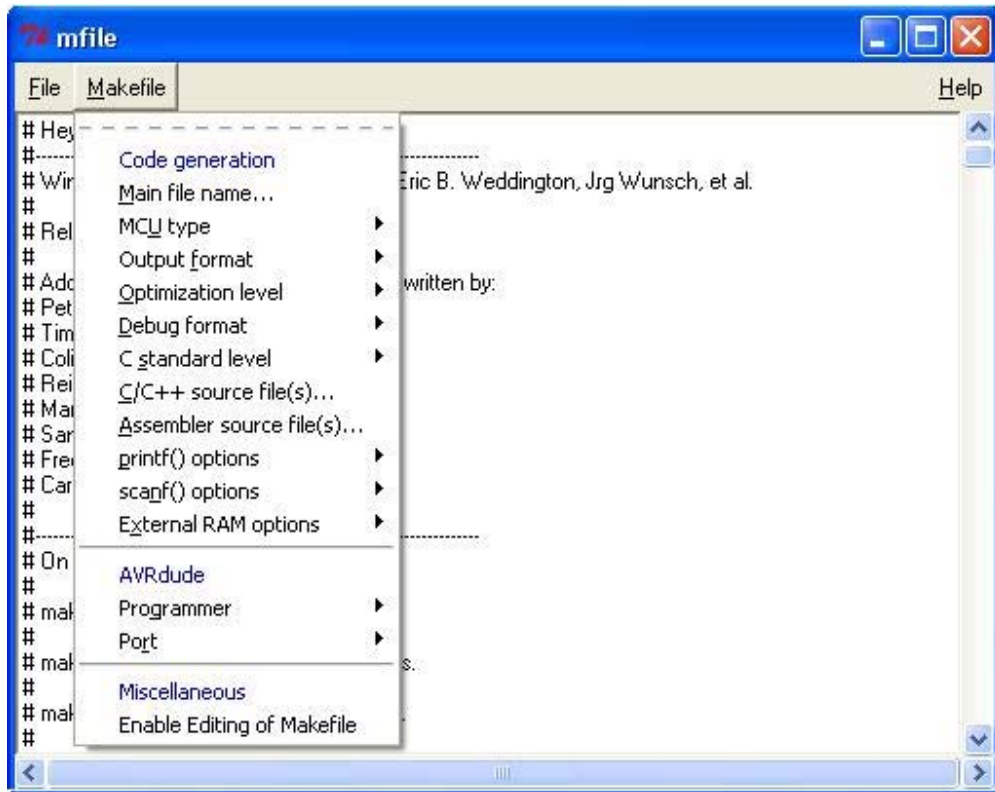 mfile
File Makefile Help
# Hey
#-----
# Wir Eric B. Weddington, Jrg Wunsch, et al.
#
# Rel
#
# Add written by:
# Pet
# Tim
# Coli
# Rei
# Mar
# Sar
# Fre
# Car
#
#-----
# On
#
# mak
#
# mak s.
#
# mak
#
Code generation
Main file name...
MCU type
Output format
Optimization level
Debug format
C standard level
C/C++ source file(s)...
Assembler source file(s)...
printf() options
scanf() options
External RAM options
AVRdude
Programmer
Port
Miscellaneous
Enable Editing of Makefile